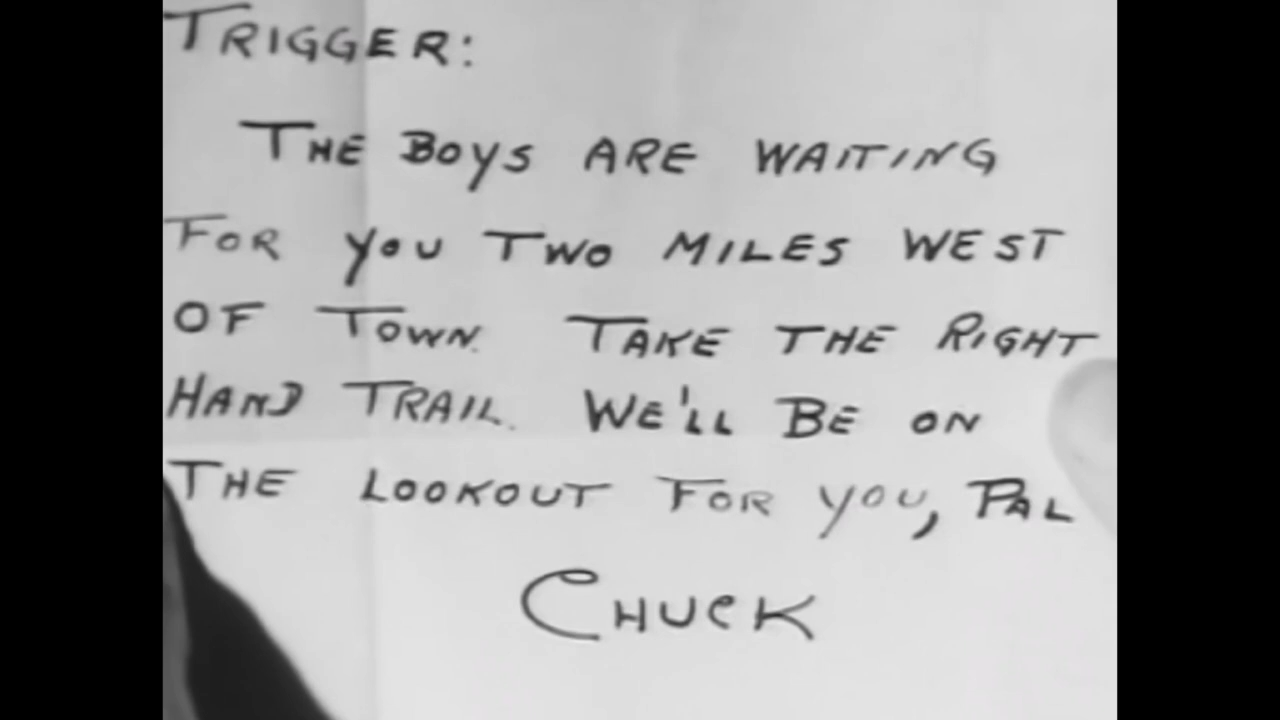 TRIGGER:
THE BOYS ARE WAITING
FOR YOU TWO MILES WEST
OF TOWN. TAKE THE RIGHT
HAND TRAIL. WE'LL BE ON
THE LOOKOUT FOR YOU, PAL
CHUCK